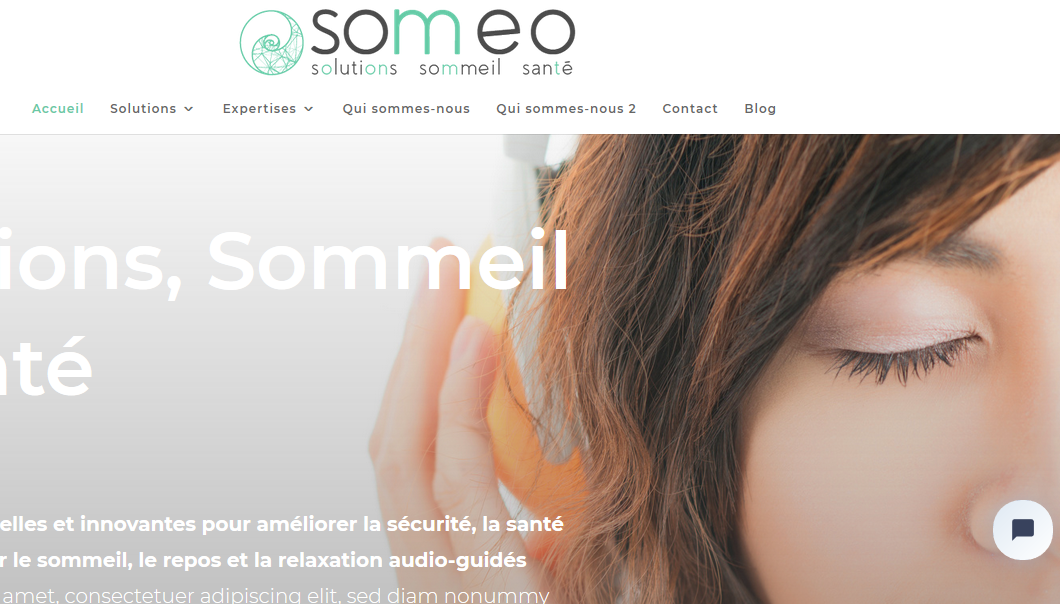 someo
solutions sommeil santé
Accueil Solutions Expertises Qui sommes-nous Qui sommes-nous 2 Contact Blog
ions, Sommeil
té
elles et innovantes pour améliorer la sécurité, la santé
r le sommeil, le repos et la relaxation audio-guidés
amet, consectetuer adipiscing elit, sed diam nonummy